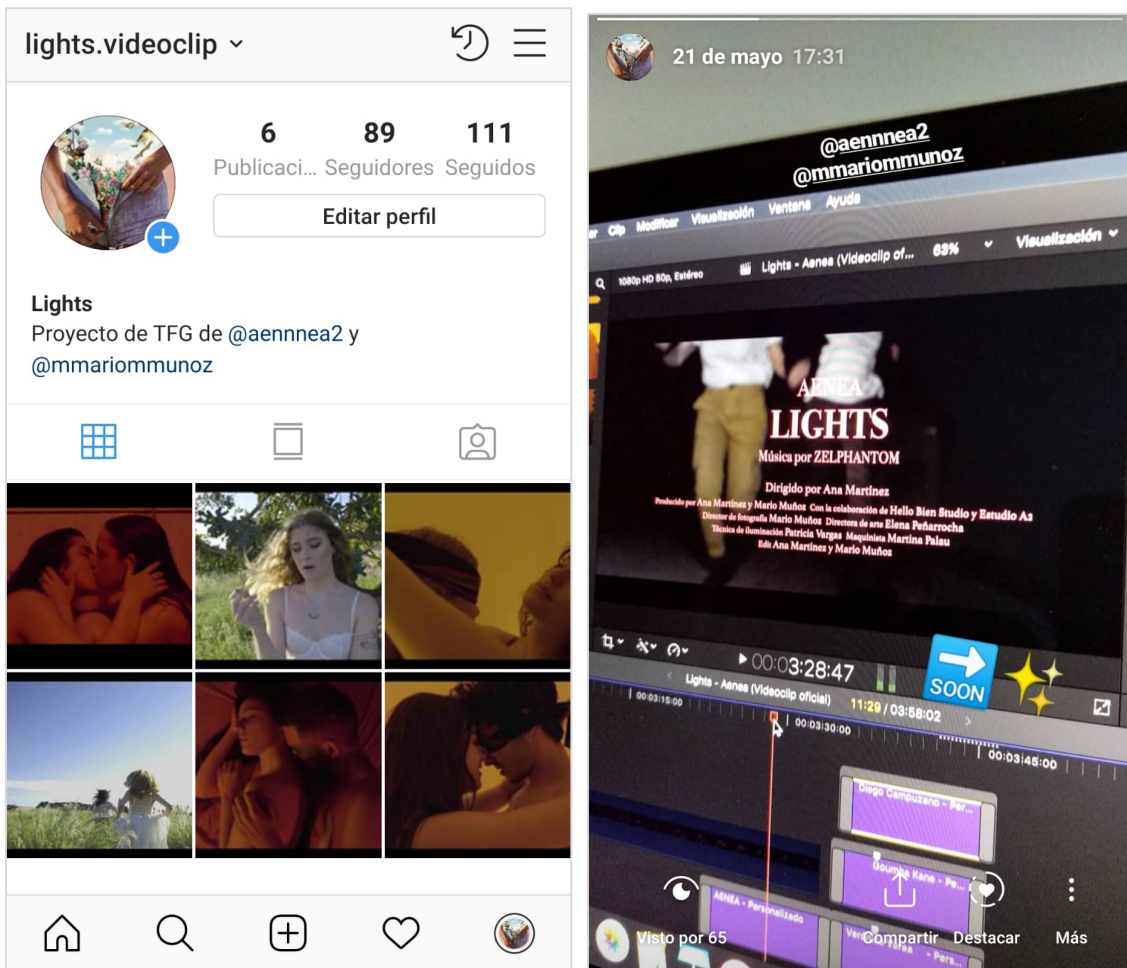 lights.videoclip
6 89 111
Publicaci... Seguidores Seguidos
Editar perfil
Lights
Proyecto de TFG de @aennnea2 y
@mmariommunoz
21 de mayo 17:31
@aennnea2
@mmariommunoz
ar Clip Modificar Visualización Ventana Ayuda
1080p HD 50p, Estéreo Lights - Aenea (Videoclip of... 63% Visualización
AENEA
LIGHTS
Música por ZELPHANTOM
Dirigido por Ana Martínez
Producido por Ana Martínez y Mario Muñoz Con la colaboración de Hello Bien Studio y Estudio A2
Director de fotografía Mario Muñoz Directora de arte Elena Peñarrocha
Técnica de iluminación Patricia Vargas Maquinista Martina Palau
Edit Ana Martínez y Mario Muñoz
00:03:28:47
SOON
Lights - Aenea (Videoclip oficial) 11:29 / 03:58:02
00:03:15:00 00:03:30:00 00:03:45:00
Diego Campuzano - Per...
Goumba Kane - Pe...
AENEA - Personalizado
- Pers...
Visto por 65 Compartir Destacar Más